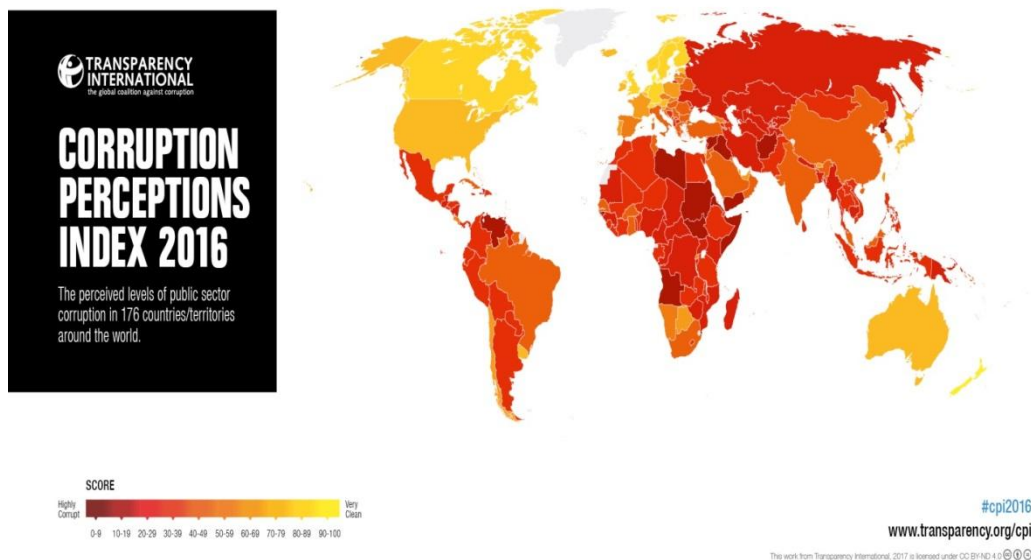 TRANSPARENCY
INTERNATIONAL
the global coalition against corruption
CORRUPTION
PERCEPTIONS
INDEX 2016
The perceived levels of public sector
corruption in 176 countries/territories
around the world.
SCORE
Highly
Corrupt
Very
Clean
0-9 10-19 20-29 30-39 40-49 50-59 60-69 70-79 80-89 90-100
#cpi2016
www.transparency.org/cpi
This work from Transparency International, 2017 is licensed under CC BY-ND 4.0